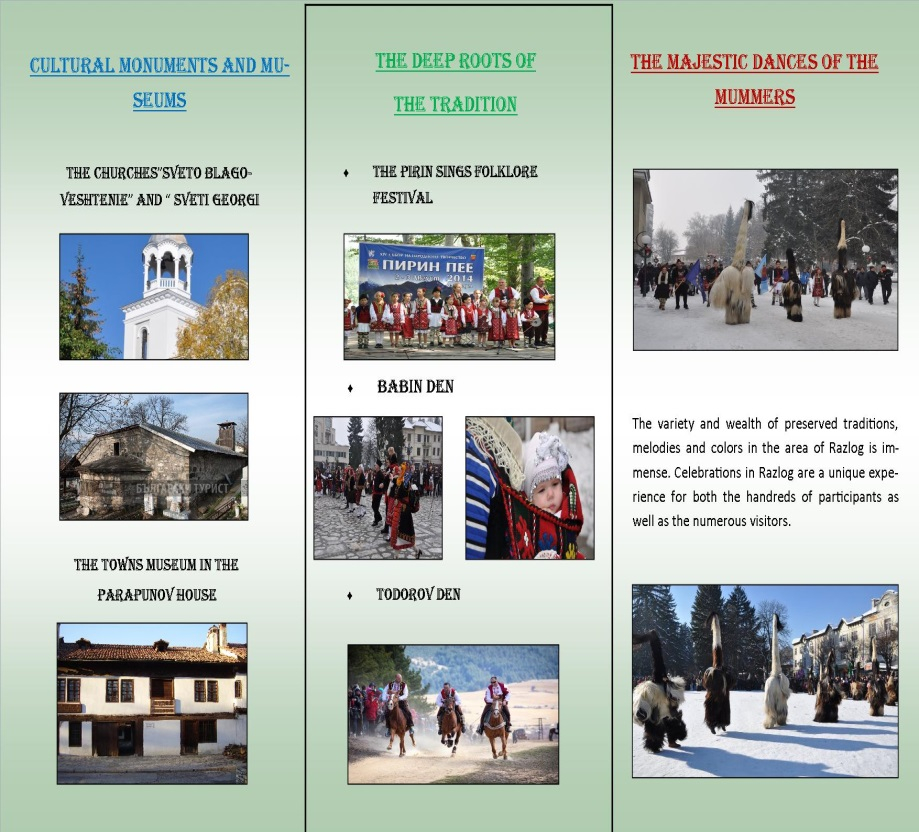 CULTURAL MONUMENTS AND MU-
SEUMS
THE CHURCHES"SVETO BLAGO-
VESHTENIE" AND " SVETI GEORGI
БЪЛГАРСКИ ТУРИСТ
THE TOWNS MUSEUM IN THE
PARAPUNOV HOUSE
THE DEEP ROOTS OF
THE TRADITION
♦ THE PIRIN SINGS FOLKLORE
FESTIVAL
ПИРИН ПЕЕ
2014
♦ BABIN DEN
♦ TODOROV DEN
THE MAJESTIC DANCES OF THE
MUMMERS
The variety and wealth of preserved traditions,
melodies and colors in the area of Razlog is im-
mense. Celebrations in Razlog are a unique expe-
rience for both the handreds of participants as
well as the numerous visitors.